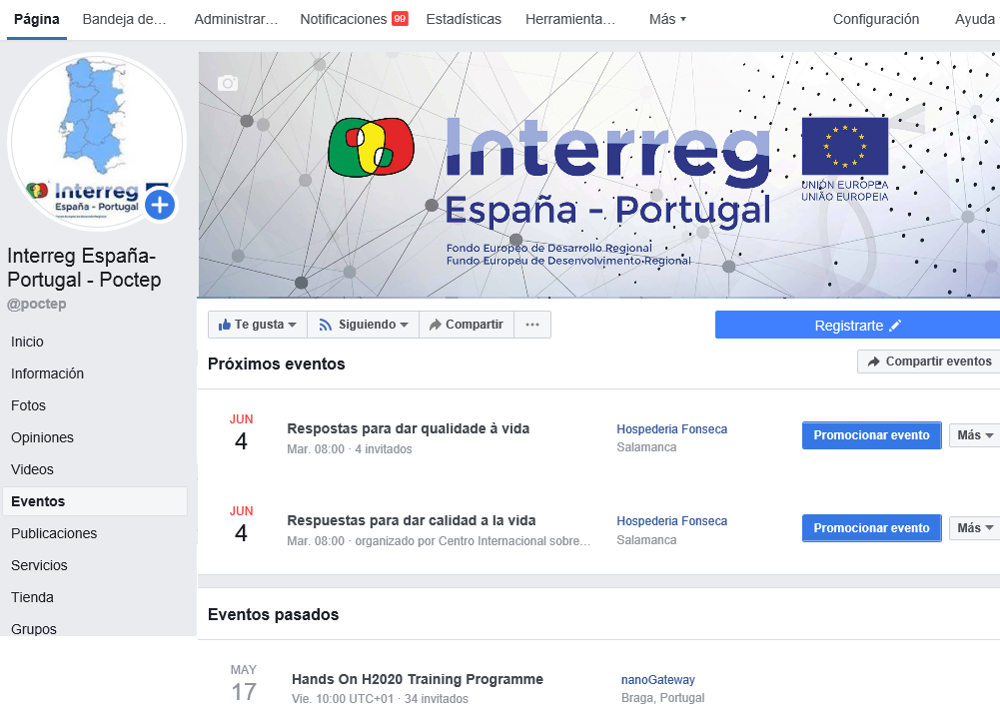 Página Bandeja de… Administrar… Notificaciones 99 Estadísticas Herramienta… Más Configuración Ayuda
Interreg
España - Portugal
Interreg
España - Portugal
Fondo Europeo de Desarrollo Regional
Fundo Europeu de Desenvolvimento Regional
UNIÓN EUROPEA
UNIÃO EUROPEIA
Interreg España-
Portugal - Poctep
@poctep
Inicio
Información
Fotos
Opiniones
Videos
Eventos
Publicaciones
Servicios
Tienda
Grupos
Te gusta Siguiendo Compartir ··· Registrarte
Próximos eventos Compartir eventos
JUN
4
Respostas para dar qualidade à vida
Mar. 08:00 · 4 invitados
Hospederia Fonseca
Salamanca
Promocionar evento Más
JUN
4
Respuestas para dar calidad a la vida
Mar. 08:00 · organizado por Centro Internacional sobre…
Hospederia Fonseca
Salamanca
Promocionar evento Más
Eventos pasados
MAY
17
Hands On H2020 Training Programme
Vie. 10:00 UTC+01 · 34 invitados
nanoGateway
Braga, Portugal